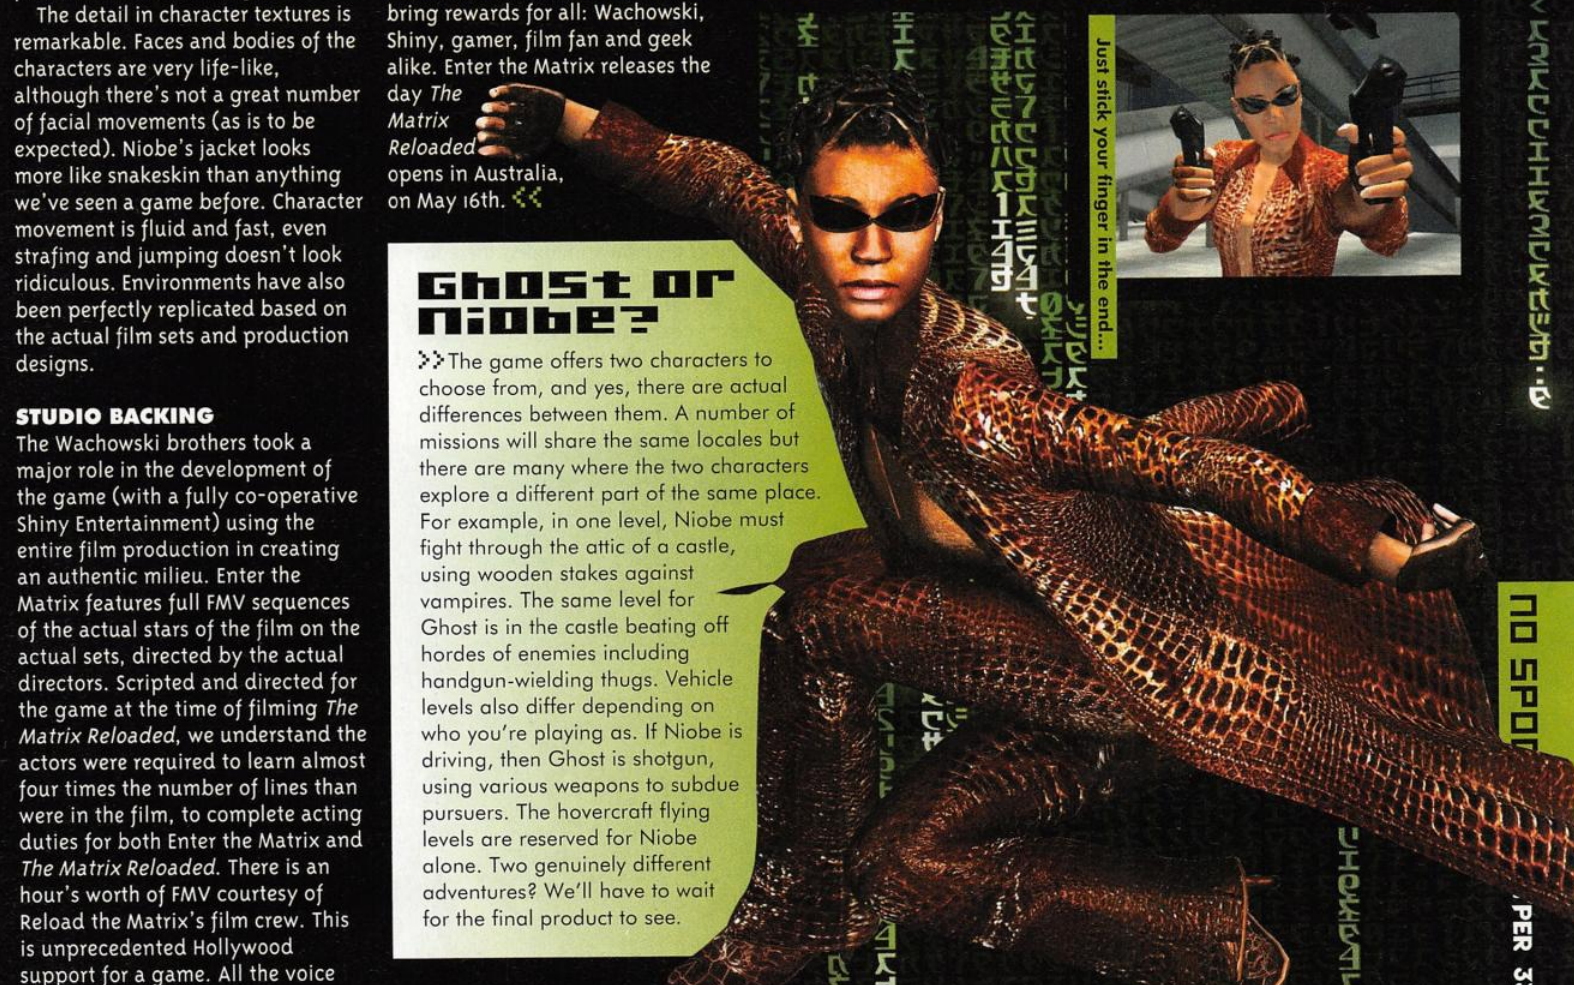 The detail in character textures is
remarkable. Faces and bodies of the
characters are very life-like,
although there's not a great number
of facial movements (as is to be
expected). Niobe's jacket looks
more like snakeskin than anything
we've seen a game before. Character
movement is fluid and fast, even
strafing and jumping doesn't look
ridiculous. Environments have also
been perfectly replicated based on
the actual film sets and production
designs.
STUDIO BACKING
The Wachowski brothers took a
major role in the development of
the game (with a fully co-operative
Shiny Entertainment) using the
entire film production in creating
an authentic milieu. Enter the
Matrix features full FMV sequences
of the actual stars of the film on the
actual sets, directed by the actual
directors. Scripted and directed for
the game at the time of filming The
Matrix Reloaded, we understand the
actors were required to learn almost
four times the number of lines than
were in the film, to complete acting
duties for both Enter the Matrix and
The Matrix Reloaded. There is an
hour's worth of FMV courtesy of
Reload the Matrix's film crew. This
is unprecedented Hollywood
support for a game. All the voice
bring rewards for all: Wachowski,
Shiny, gamer, film fan and geek
alike. Enter the Matrix releases the
day The
Matrix
Reloaded
opens in Australia,
on May 16th. <<
Ghost or
Niobe?
>>The game offers two characters to
choose from, and yes, there are actual
differences between them. A number of
missions will share the same locales but
there are many where the two characters
explore a different part of the same place.
For example, in one level, Niobe must
fight through the attic of a castle,
using wooden stakes against
vampires. The same level for
Ghost is in the castle beating off
hordes of enemies including
handgun-wielding thugs. Vehicle
levels also differ depending on
who you're playing as. If Niobe is
driving, then Ghost is shotgun,
using various weapons to subdue
pursuers. The hovercraft flying
levels are reserved for Niobe
alone. Two genuinely different
adventures? We'll have to wait
for the final product to see.
Just stick your finger in the end...
NO SPO
PER 3